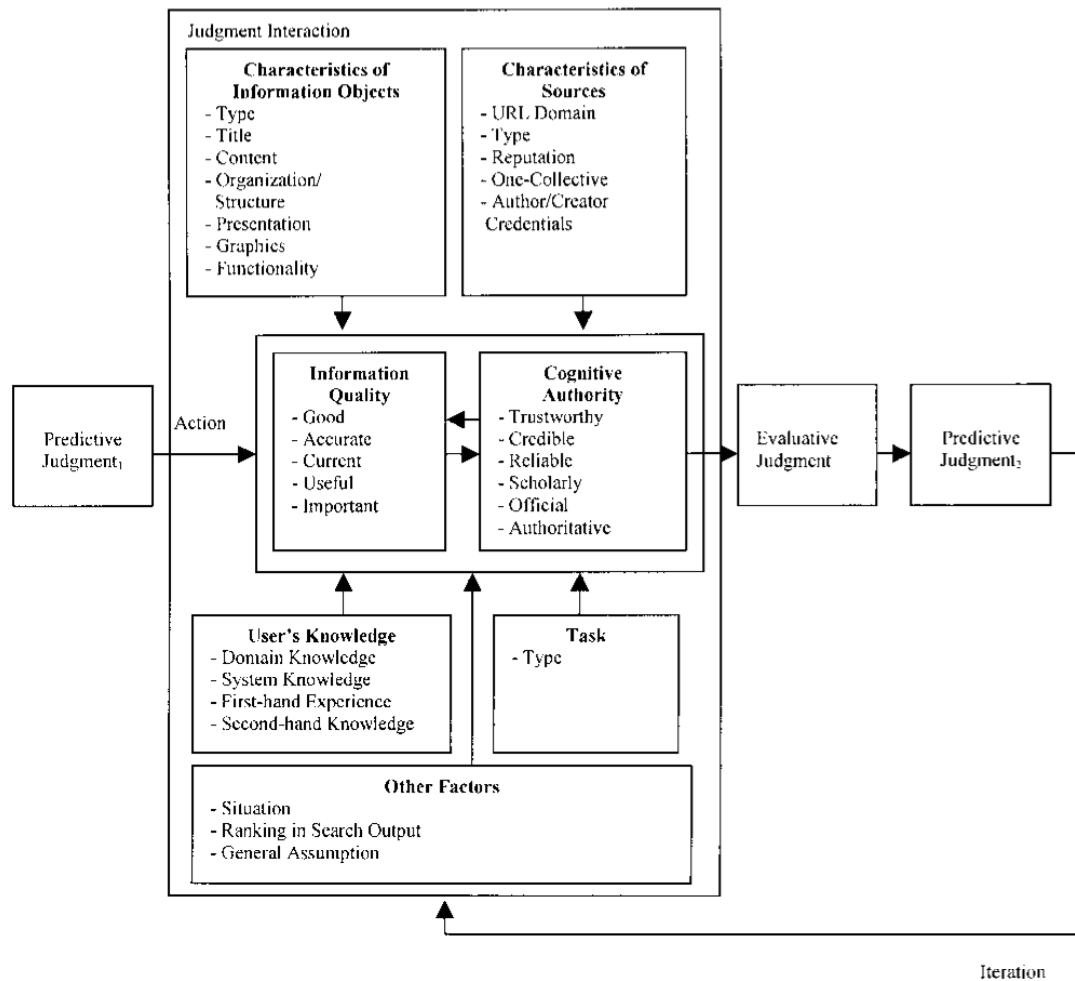 Judgment Interaction
Characteristics of
Information Objects
- Type
- Title
- Content
- Organization/
Structure
- Presentation
- Graphics
- Functionality
Characteristics of
Sources
- URL Domain
- Type
- Reputation
- One-Collective
- Author/Creator
Credentials
Predictive
Judgment₁
Action
Information
Quality
- Good
- Accurate
- Current
- Useful
- Important
Cognitive
Authority
- Trustworthy
- Credible
- Reliable
- Scholarly
- Official
- Authoritative
Evaluative
Judgment
Predictive
Judgment₂
User's Knowledge
- Domain Knowledge
- System Knowledge
- First-hand Experience
- Second-hand Knowledge
Task
- Type
Other Factors
- Situation
- Ranking in Search Output
- General Assumption
Iteration